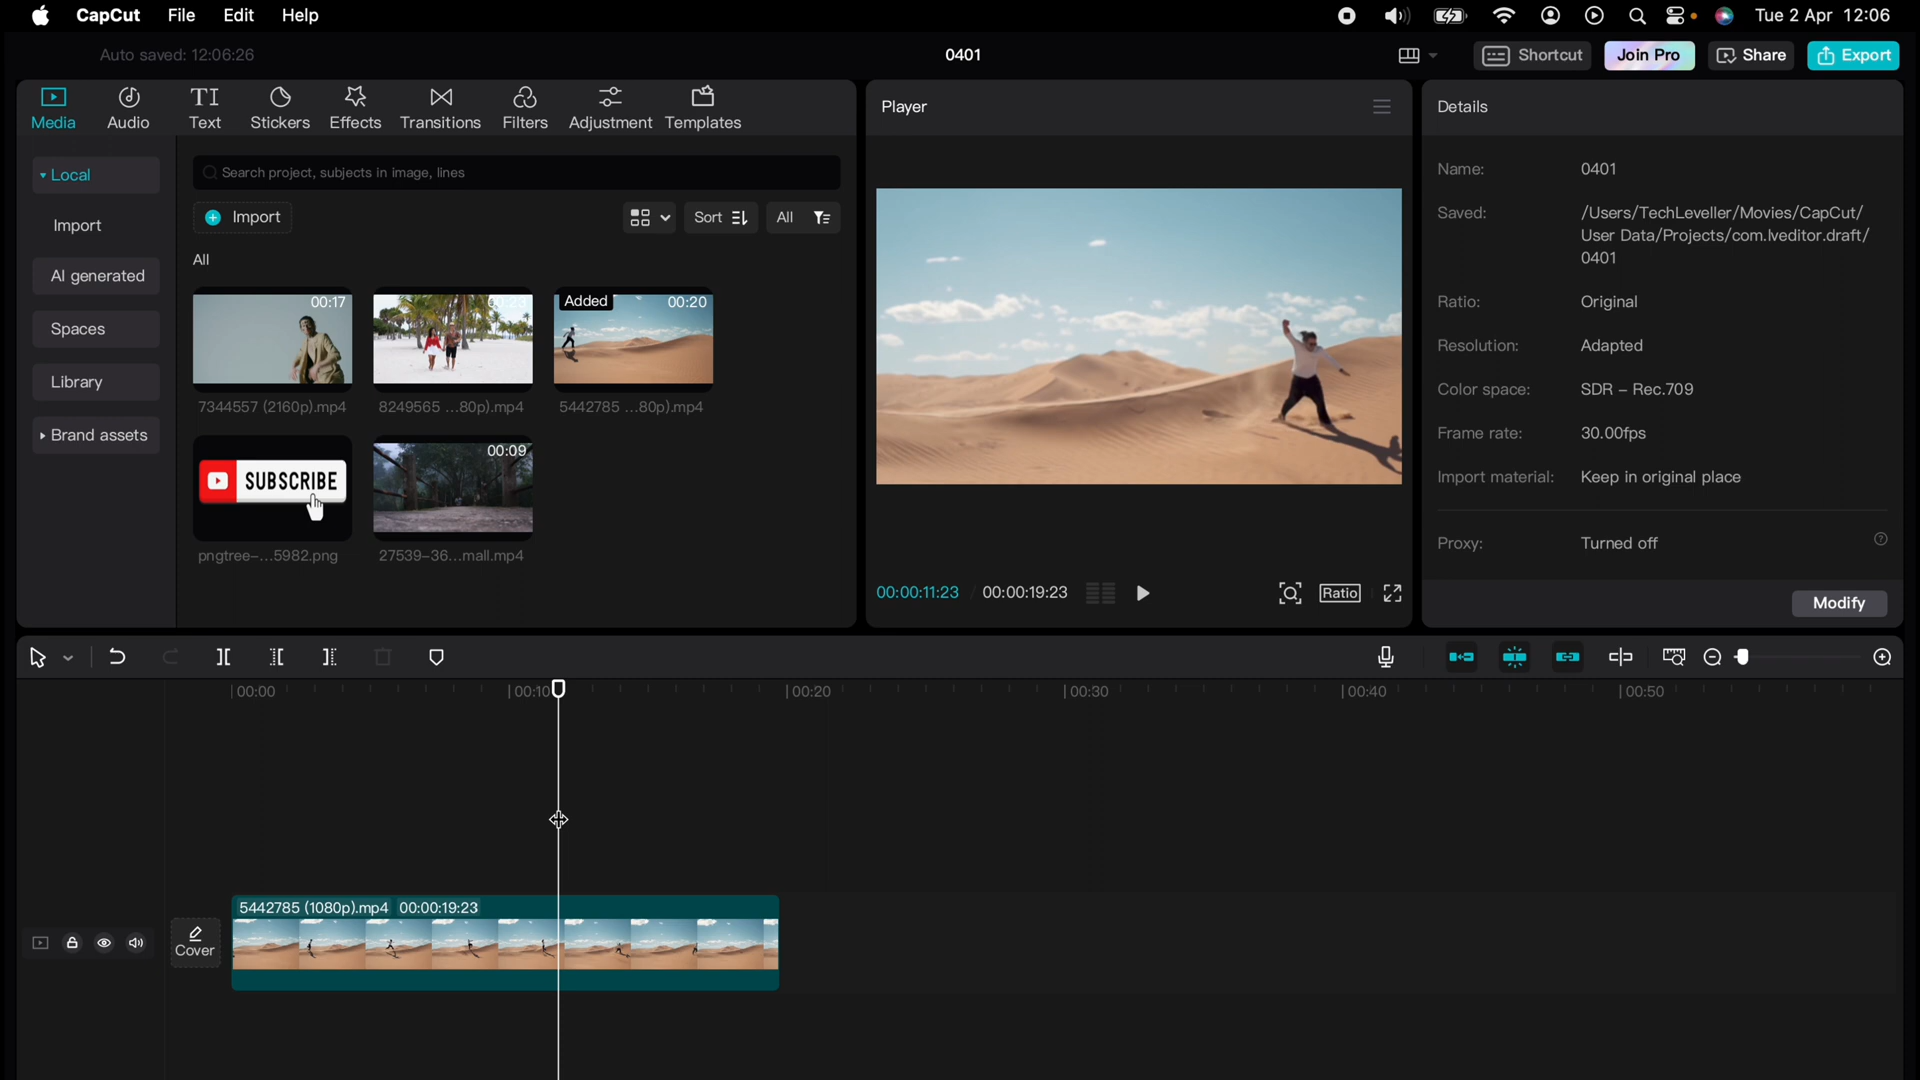 CapCut File Edit Help Tue 2 Apr 12:06
Auto saved: 12:06:26 0401 Shortcut Join Pro Share Export
Media Audio Text Stickers Effects Transitions Filters Adjustment Templates
Local
Import
AI generated
Spaces
Library
Brand assets
Search project, subjects in image, lines
Import Sort All
All
00:17
Added 00:20
7344557 (2160p).mp4 8249565 ...80p).mp4 5442785 ...80p).mp4
SUBSCRIBE
00:09
pngtree-...5982.png 27539-36...mall.mp4
Player
00:00:11:23 / 00:00:19:23 Ratio
Details
Name: 0401
Saved: /Users/TechLeveller/Movies/CapCut/
User Data/Projects/com.lveditor.draft/
0401
Ratio: Original
Resolution: Adapted
Color space: SDR – Rec.709
Frame rate: 30.00fps
Import material: Keep in original place
Proxy: Turned off
Modify
00:00 00:10 00:20 00:30 00:40 00:50
5442785 (1080p).mp4 00:00:19:23
Cover